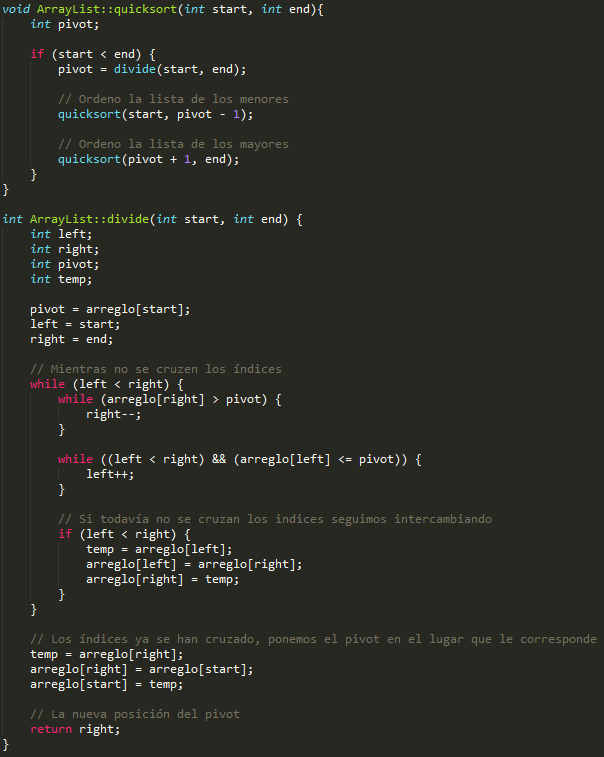 void ArrayList::quicksort(int start, int end){
int pivot;
if (start < end) {
pivot = divide(start, end);
// Ordeno la lista de los menores
quicksort(start, pivot - 1);
// Ordeno la lista de los mayores
quicksort(pivot + 1, end);
}
}
int ArrayList::divide(int start, int end) {
int left;
int right;
int pivot;
int temp;
pivot = arreglo[start];
left = start;
right = end;
// Mientras no se cruzen los índices
while (left < right) {
while (arreglo[right] > pivot) {
right--;
}
while ((left < right) && (arreglo[left] <= pivot)) {
left++;
}
// Si todavía no se cruzan los indices seguimos intercambiando
if (left < right) {
temp = arreglo[left];
arreglo[left] = arreglo[right];
arreglo[right] = temp;
}
}
// Los índices ya se han cruzado, ponemos el pivot en el lugar que le corresponde
temp = arreglo[right];
arreglo[right] = arreglo[start];
arreglo[start] = temp;
// La nueva posición del pivot
return right;
}